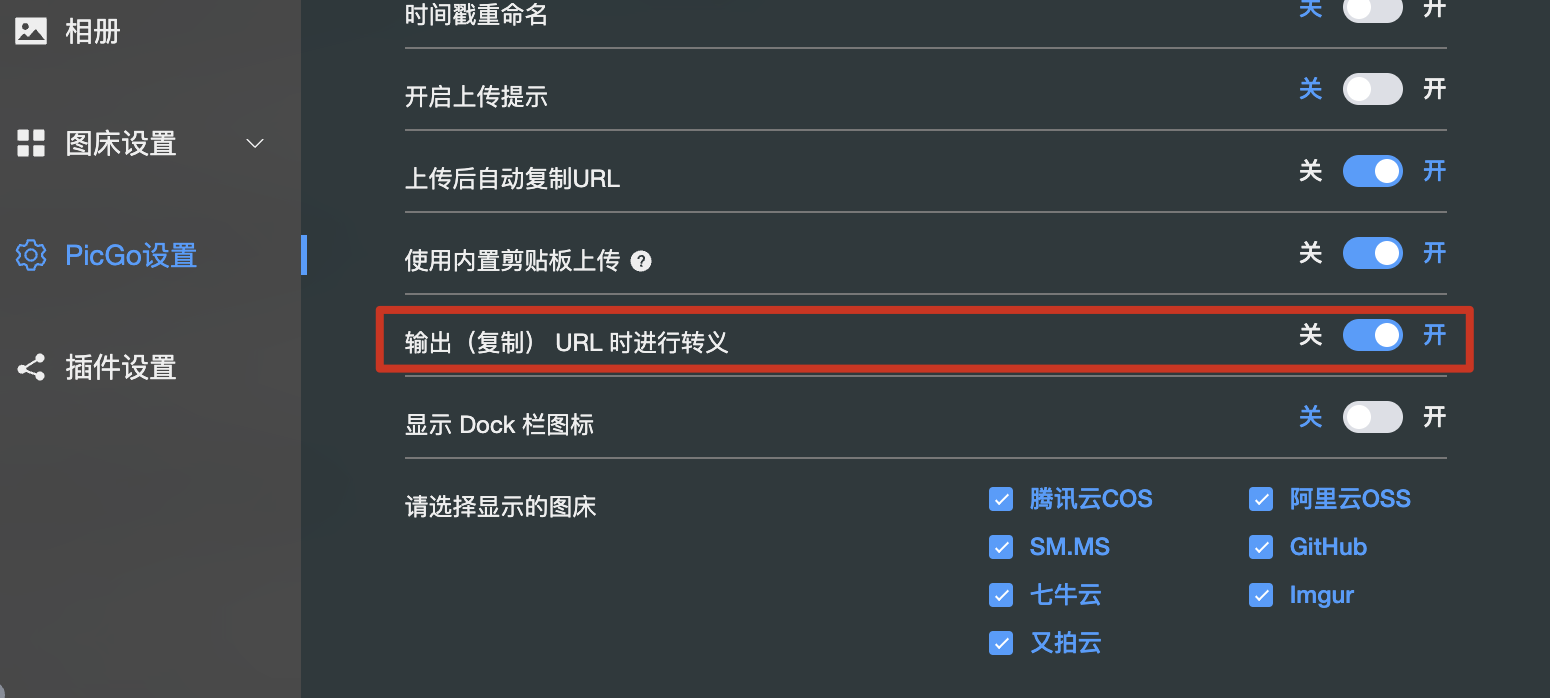 相册
图床设置
PicGo设置
插件设置
时间戳重命名 关 开
开启上传提示 关 开
上传后自动复制URL 关 开
使用内置剪贴板上传 ? 关 开
输出（复制） URL 时进行转义 关 开
显示 Dock 栏图标 关 开
请选择显示的图床
腾讯云COS 阿里云OSS
SM.MS GitHub
七牛云 Imgur
又拍云